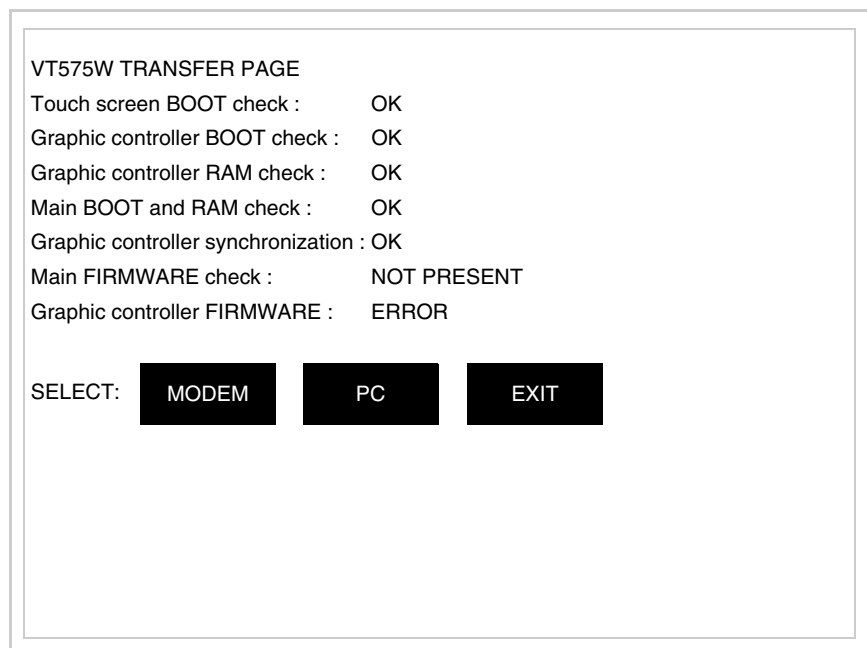 VT575W TRANSFER PAGE
Touch screen BOOT check : OK
Graphic controller BOOT check : OK
Graphic controller RAM check : OK
Main BOOT and RAM check : OK
Graphic controller synchronization : OK
Main FIRMWARE check : NOT PRESENT
Graphic controller FIRMWARE : ERROR
SELECT: MODEM PC EXIT